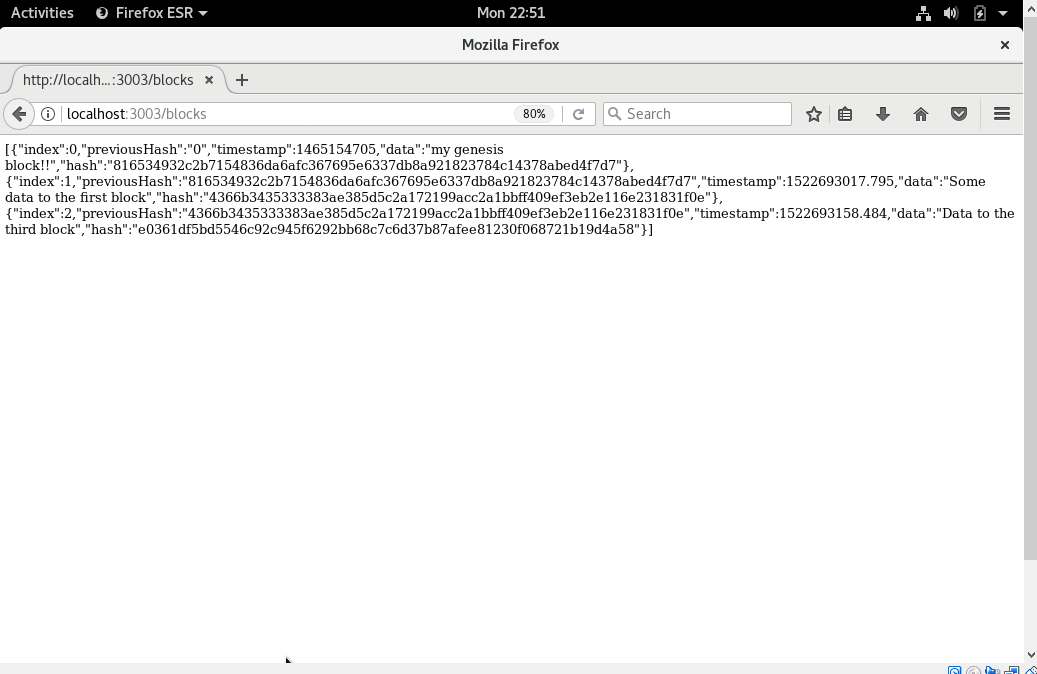 Activities Firefox ESR Mon 22:51
Mozilla Firefox
http://localh...:3003/blocks
localhost:3003/blocks 80% Search
[{"index":0,"previousHash":"0","timestamp":1465154705,"data":"my genesis
block!!","hash":"816534932c2b7154836da6afc367695e6337db8a921823784c14378abed4f7d7"},
{"index":1,"previousHash":"816534932c2b7154836da6afc367695e6337db8a921823784c14378abed4f7d7","timestamp":1522693017.795,"data":"Some
data to the first block","hash":"4366b3435333383ae385d5c2a172199acc2a1bbff409ef3eb2e116e231831f0e"},
{"index":2,"previousHash":"4366b3435333383ae385d5c2a172199acc2a1bbff409ef3eb2e116e231831f0e","timestamp":1522693158.484,"data":"Data to the
third block","hash":"e0361df5bd5546c92c945f6292bb68c7c6d37b87afee81230f068721b19d4a58"}]